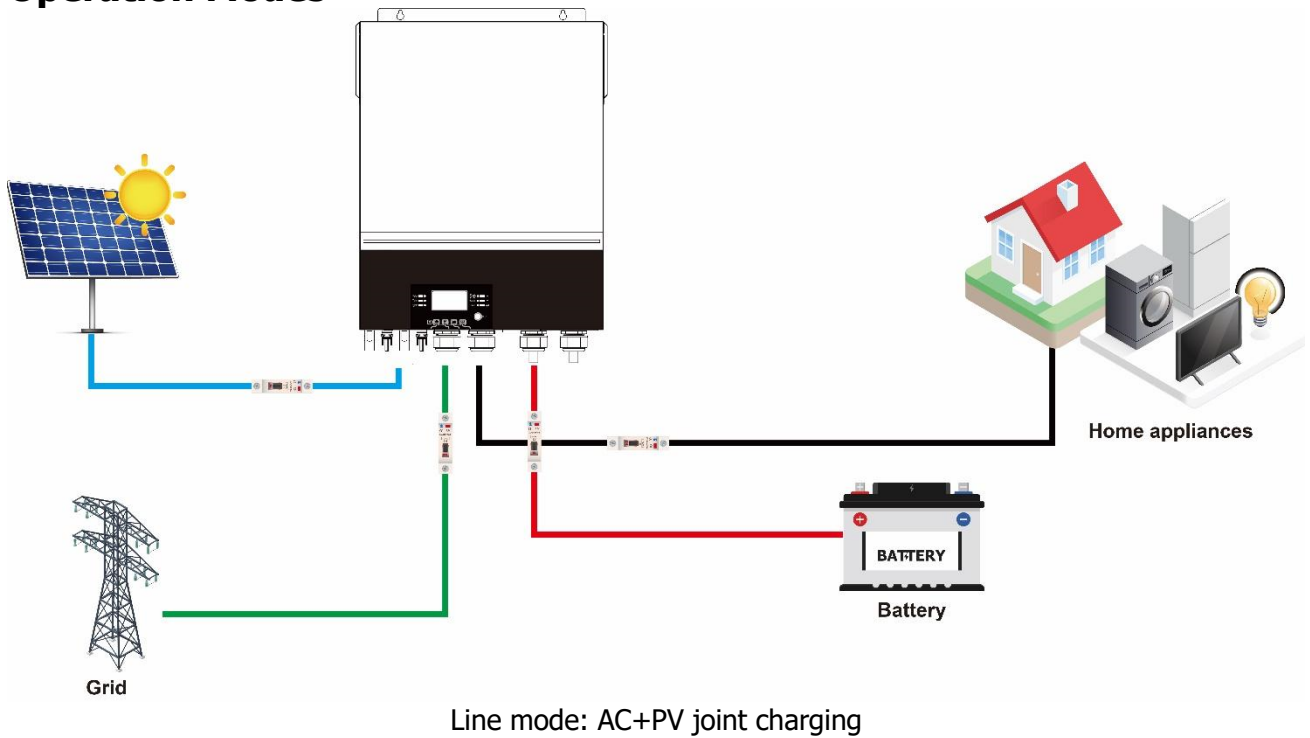 Operation Modes
Home appliances
BATTERY
Battery
Grid
Line mode: AC+PV joint charging